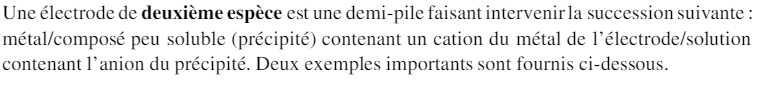 Une électrode de deuxième espèce est une demi-pile faisant intervenir la succession suivante :
métal/composé peu soluble (précipité) contenant un cation du métal de l’électrode/solution
contenant l’anion du précipité. Deux exemples importants sont fournis ci-dessous.